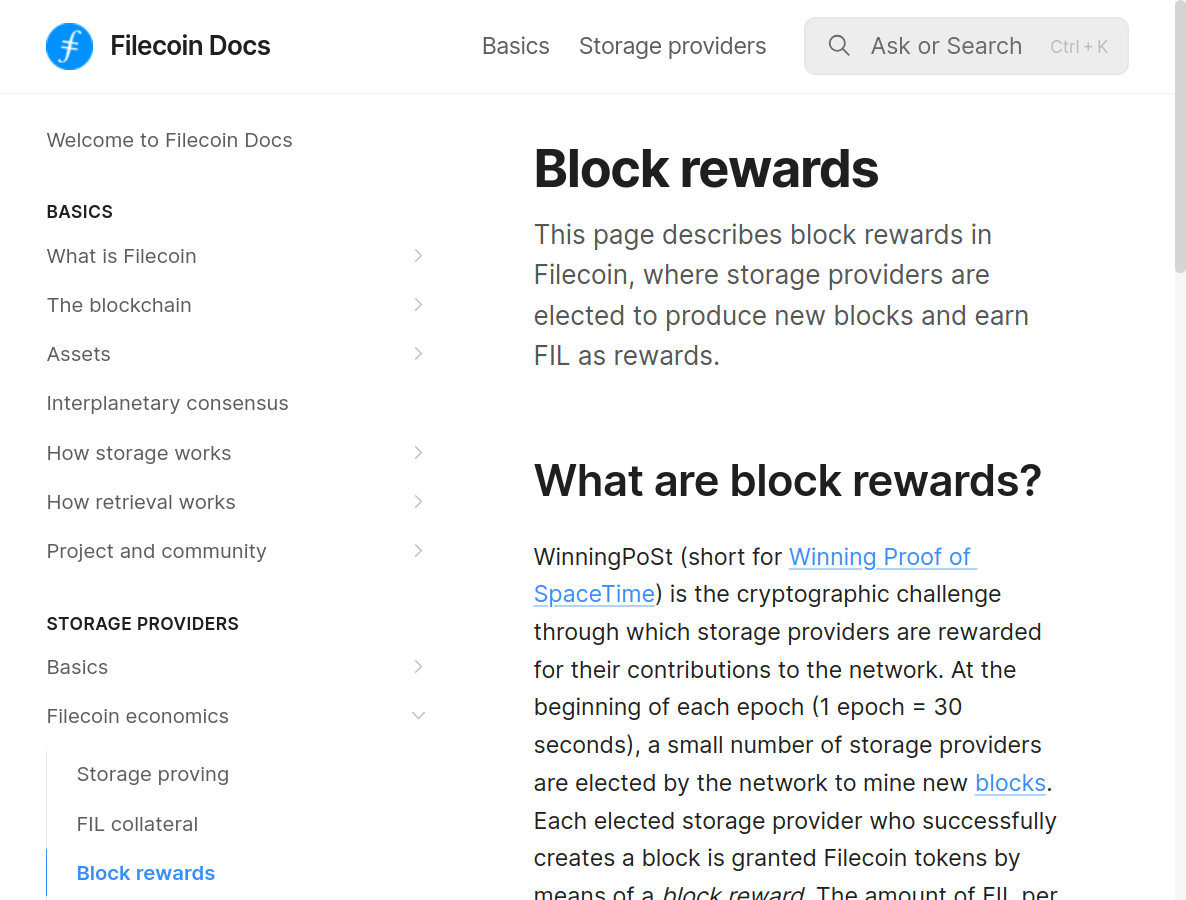 Filecoin Docs
Basics
Storage providers
Ask or Search
Ctrl + K
Welcome to Filecoin Docs
BASICS
What is Filecoin
The blockchain
Assets
Interplanetary consensus
How storage works
How retrieval works
Project and community
STORAGE PROVIDERS
Basics
Filecoin economics
Storage proving
FIL collateral
Block rewards
Block rewards
This page describes block rewards in
Filecoin, where storage providers are
elected to produce new blocks and earn
FIL as rewards.
What are block rewards?
WinningPoSt (short for Winning Proof of
SpaceTime) is the cryptographic challenge
through which storage providers are rewarded
for their contributions to the network. At the
beginning of each epoch (1 epoch = 30
seconds), a small number of storage providers
are elected by the network to mine new blocks.
Each elected storage provider who successfully
creates a block is granted Filecoin tokens by
means of a block reward. The amount of FIL per